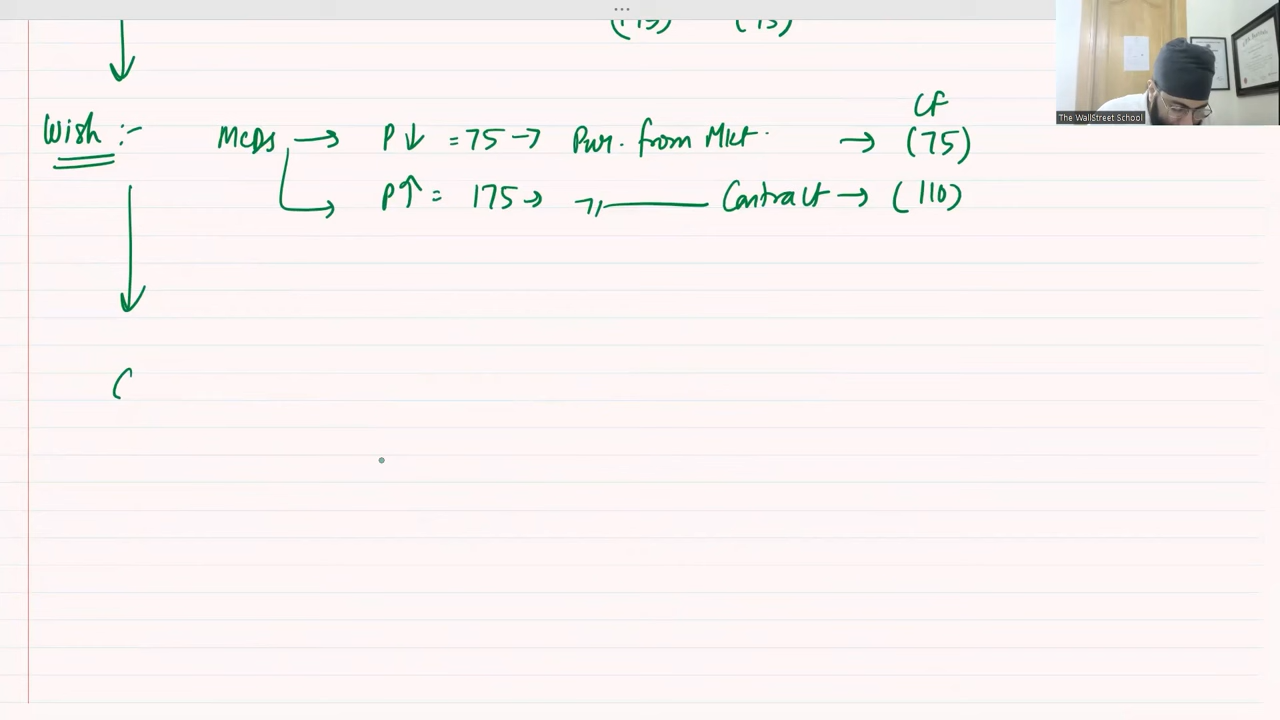 CF
Wish :- McDs → P↓ = 75 → Pur. from Mkt. → (75)
P↑ = 175 → —〃— Contract → (110)
(
The WallStreet School